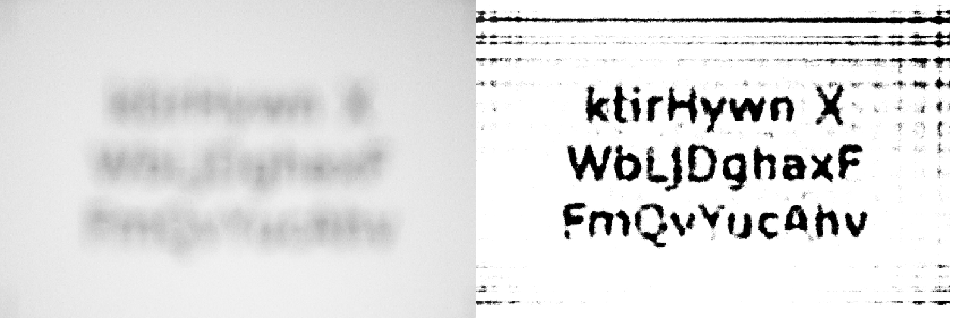 ktirHywn X
WbLJDghaxF
FmQvYucAhv